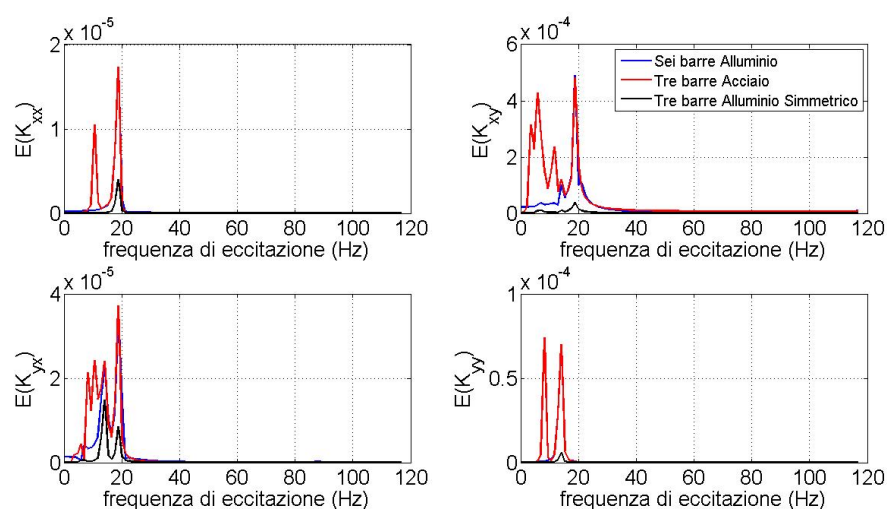 x 10⁻⁵
2
1
0
E(Kxx)
0 20 40 60 80 100 120
frequenza di eccitazione (Hz)
x 10⁻⁴
6
4
2
0
E(Kxy)
Sei barre Alluminio
Tre barre Acciaio
Tre barre Alluminio Simmetrico
0 20 40 60 80 100 120
frequenza di eccitazione (Hz)
x 10⁻⁵
4
2
0
E(Kyx)
0 20 40 60 80 100 120
frequenza di eccitazione (Hz)
x 10⁻⁴
1
0.5
0
E(Kyy)
0 20 40 60 80 100 120
frequenza di eccitazione (Hz)